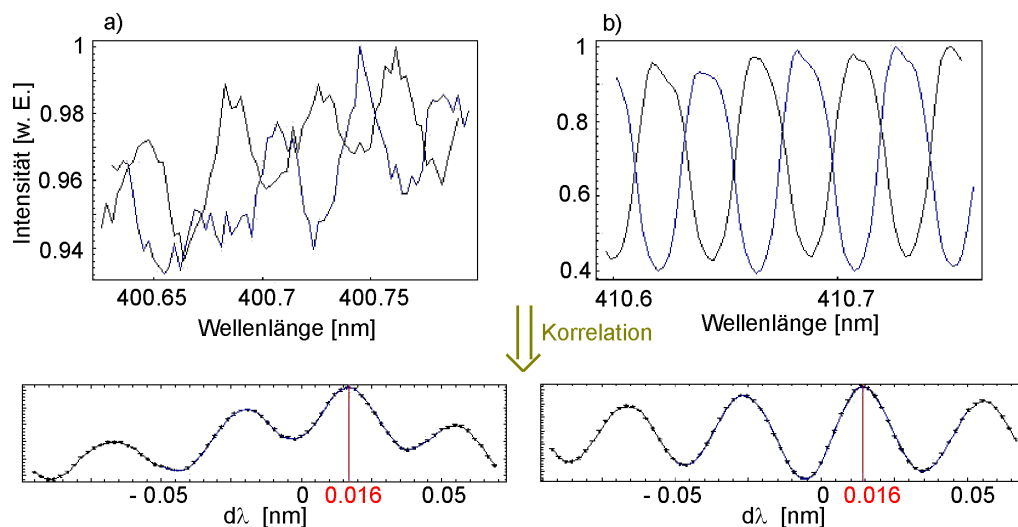 a)
Intensität [w. E.]
1
0.98
0.96
0.94
400.65 400.7 400.75
Wellenlänge [nm]
b)
1
0.8
0.6
0.4
410.6 410.7
Wellenlänge [nm]
Korrelation
- 0.05 0 0.016 0.05
dλ [nm]
-0.05 0 0.016 0.05
dλ [nm]